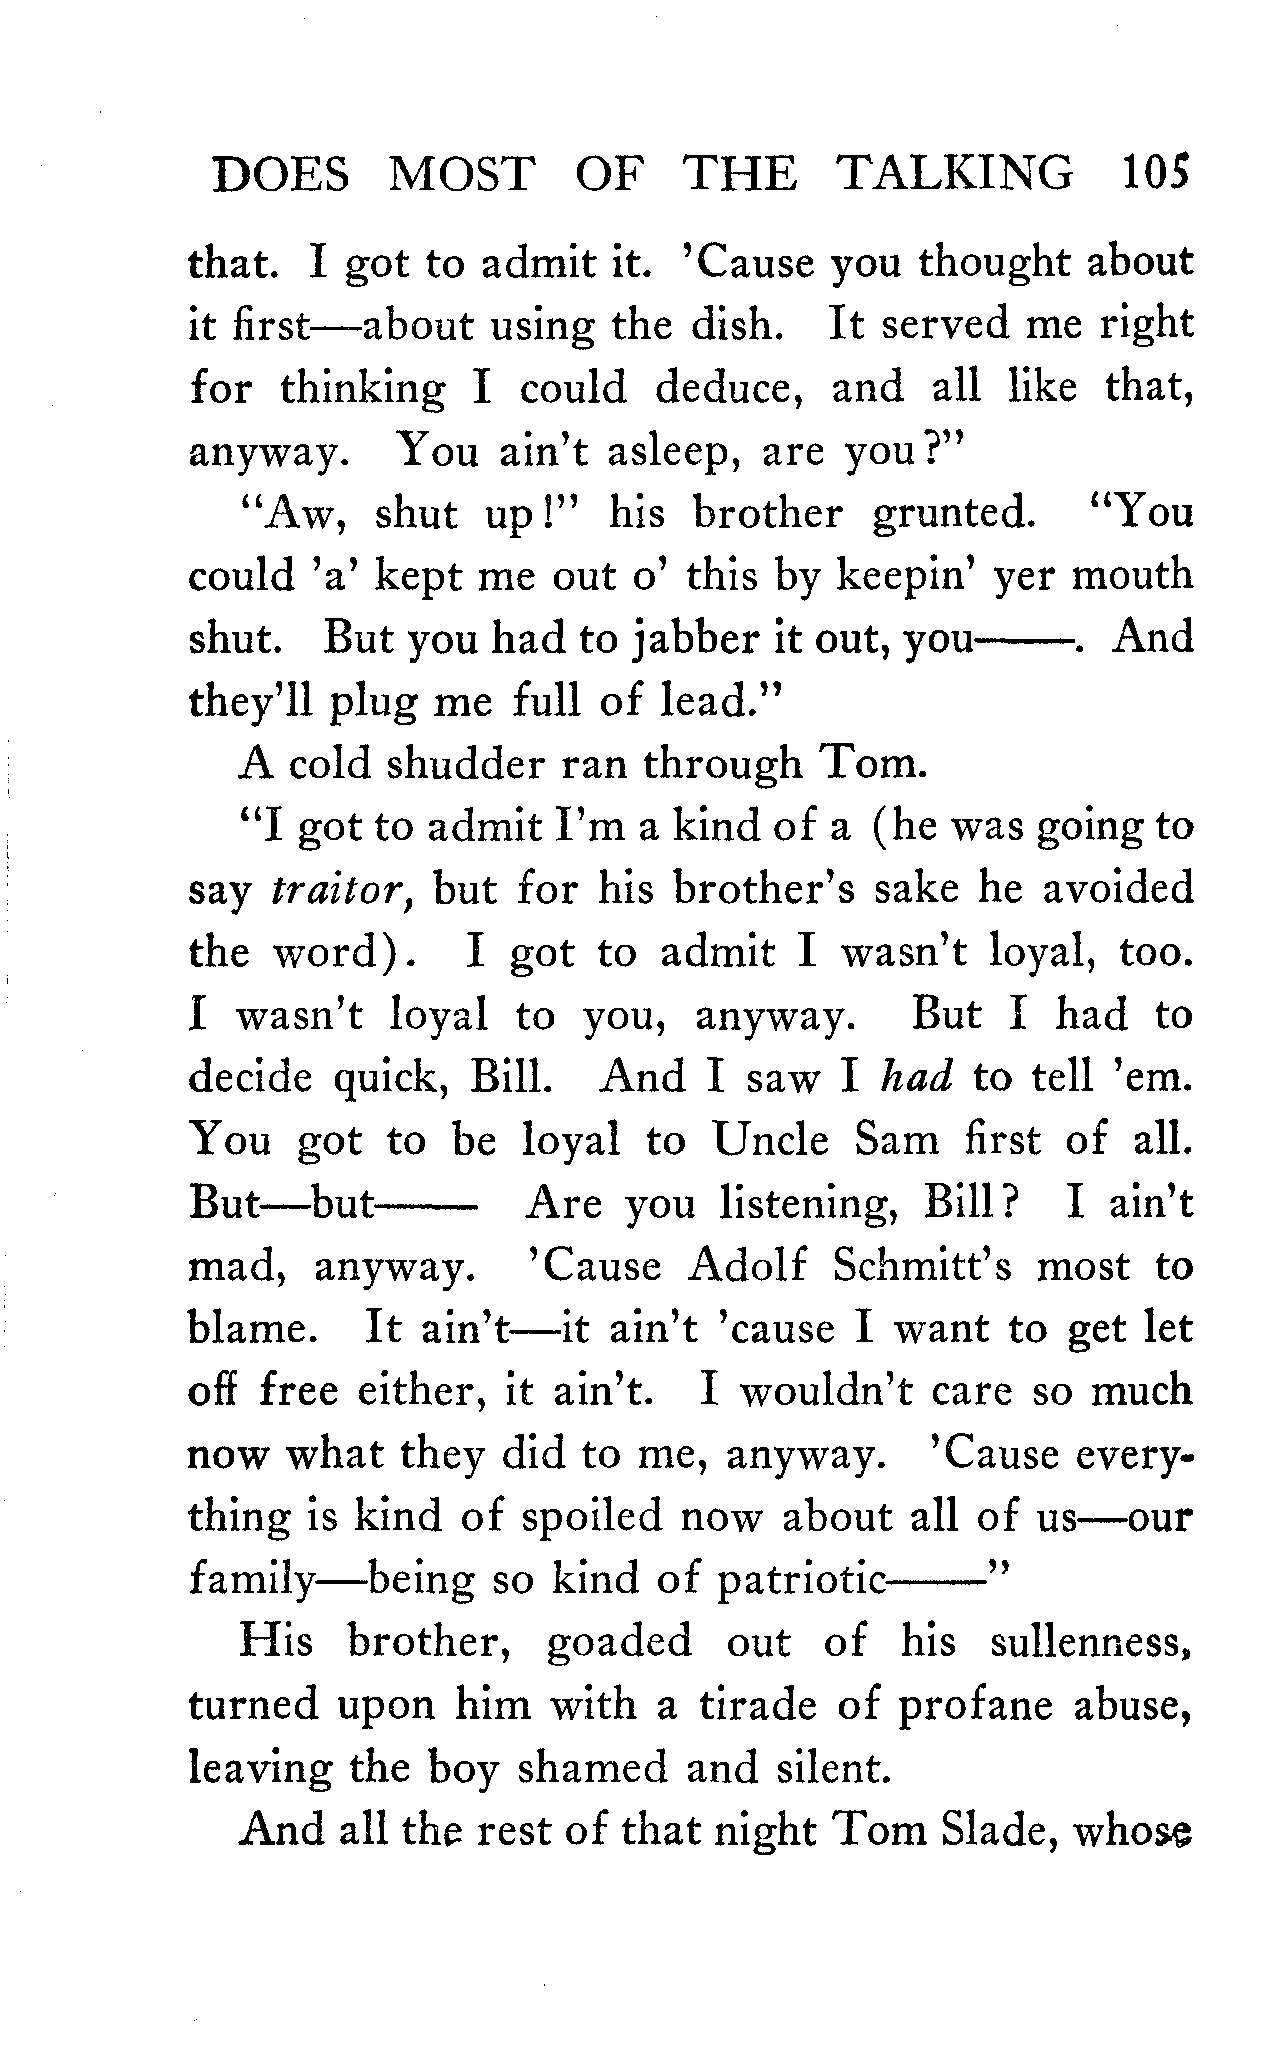 DOES MOST OF THE TALKING 105
that. I got to admit it. 'Cause you thought about
it first—about using the dish. It served me right
for thinking I could deduce, and all like that,
anyway. You ain't asleep, are you?"
"Aw, shut up!" his brother grunted. "You
could 'a' kept me out o' this by keepin' yer mouth
shut. But you had to jabber it out, you——. And
they'll plug me full of lead."
A cold shudder ran through Tom.
"I got to admit I'm a kind of a (he was going to
say traitor, but for his brother's sake he avoided
the word). I got to admit I wasn't loyal, too.
I wasn't loyal to you, anyway. But I had to
decide quick, Bill. And I saw I had to tell 'em.
You got to be loyal to Uncle Sam first of all.
But—but—— Are you listening, Bill? I ain't
mad, anyway. 'Cause Adolf Schmitt's most to
blame. It ain't—it ain't 'cause I want to get let
off free either, it ain't. I wouldn't care so much
now what they did to me, anyway. 'Cause every-
thing is kind of spoiled now about all of us—our
family—being so kind of patriotic——"
His brother, goaded out of his sullenness,
turned upon him with a tirade of profane abuse,
leaving the boy shamed and silent.
And all the rest of that night Tom Slade, whose